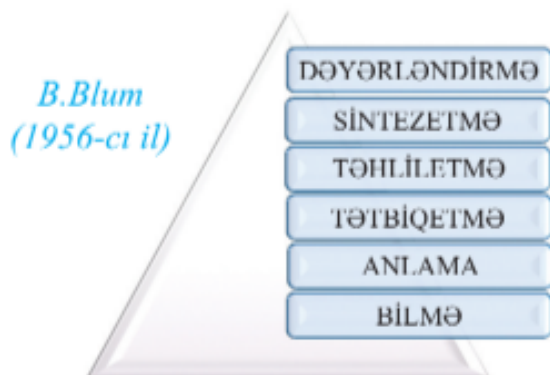 B.Blum
(1956-cı il)
DƏYƏRLƏNDİRMƏ
SİNTEZETMƏ
TƏHLİLETMƏ
TƏTBİQETMƏ
ANLAMA
BİLMƏ